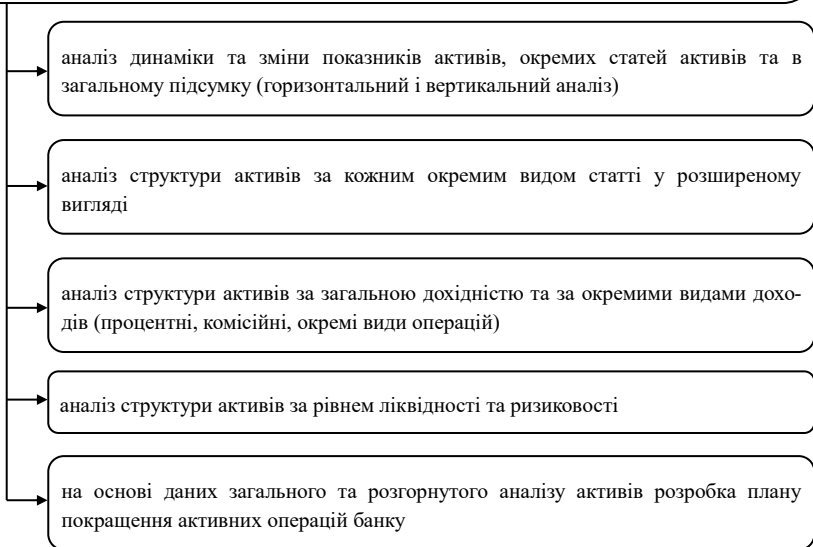 аналіз динаміки та зміни показників активів, окремих статей активів та в
загальному підсумку (горизонтальний і вертикальний аналіз)
аналіз структури активів за кожним окремим видом статті у розширеному
вигляді
аналіз структури активів за загальною дохідністю та за окремими видами дохо-
дів (процентні, комісійні, окремі види операцій)
аналіз структури активів за рівнем ліквідності та ризиковості
на основі даних загального та розгорнутого аналізу активів розробка плану
покращення активних операцій банку